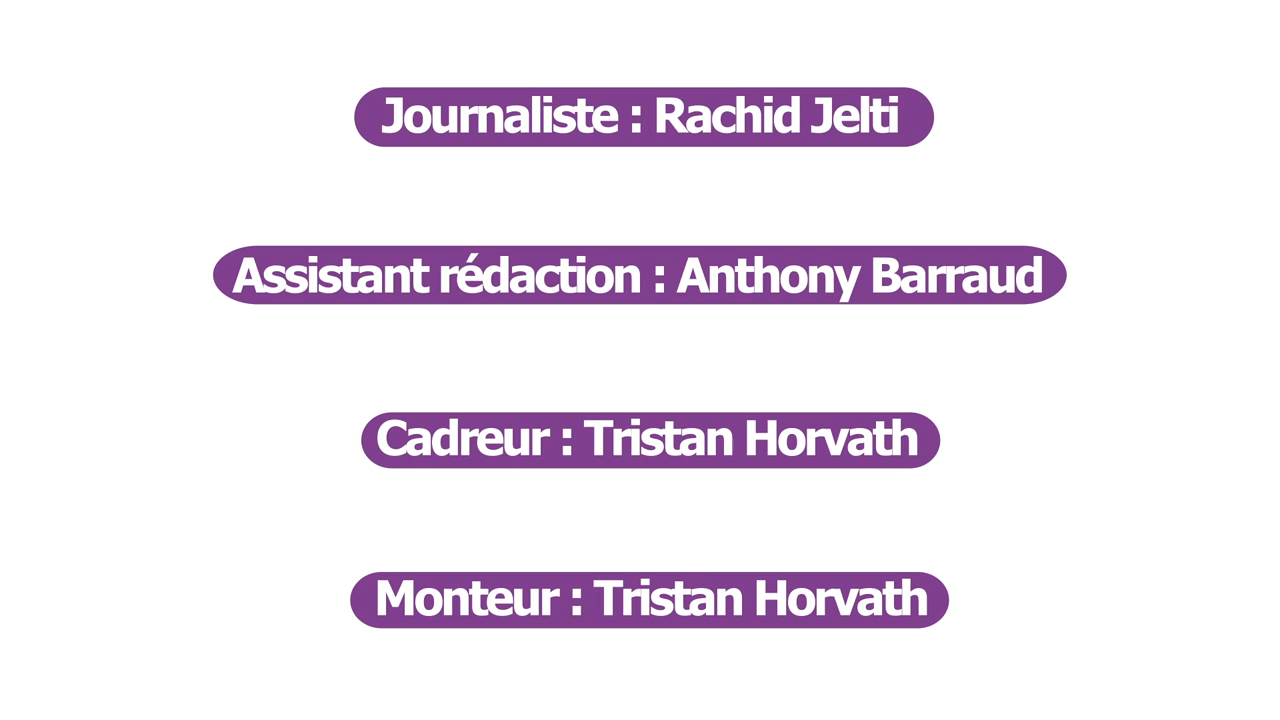 Journaliste : Rachid Jelti
Assistant rédaction : Anthony Barraud
Cadreur : Tristan Horvath
Monteur : Tristan Horvath